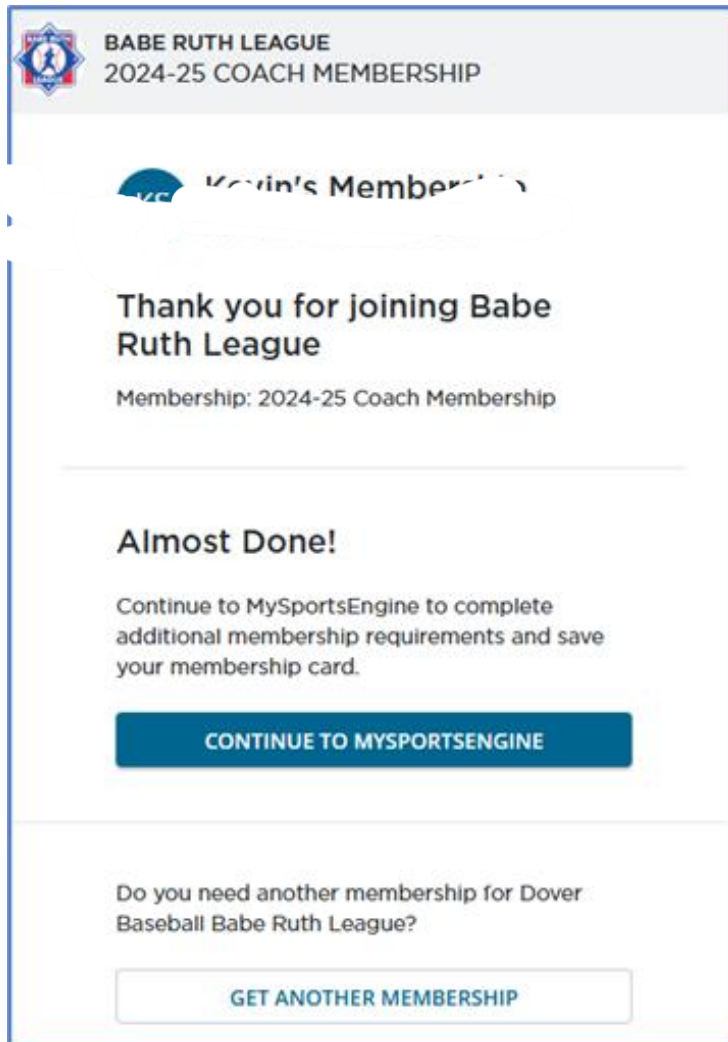 BABE RUTH LEAGUE
2024-25 COACH MEMBERSHIP
Kevin's Membership
Thank you for joining Babe
Ruth League
Membership: 2024-25 Coach Membership
Almost Done!
Continue to MySportsEngine to complete
additional membership requirements and save
your membership card.
CONTINUE TO MYSPORTSENGINE
Do you need another membership for Dover
Baseball Babe Ruth League?
GET ANOTHER MEMBERSHIP